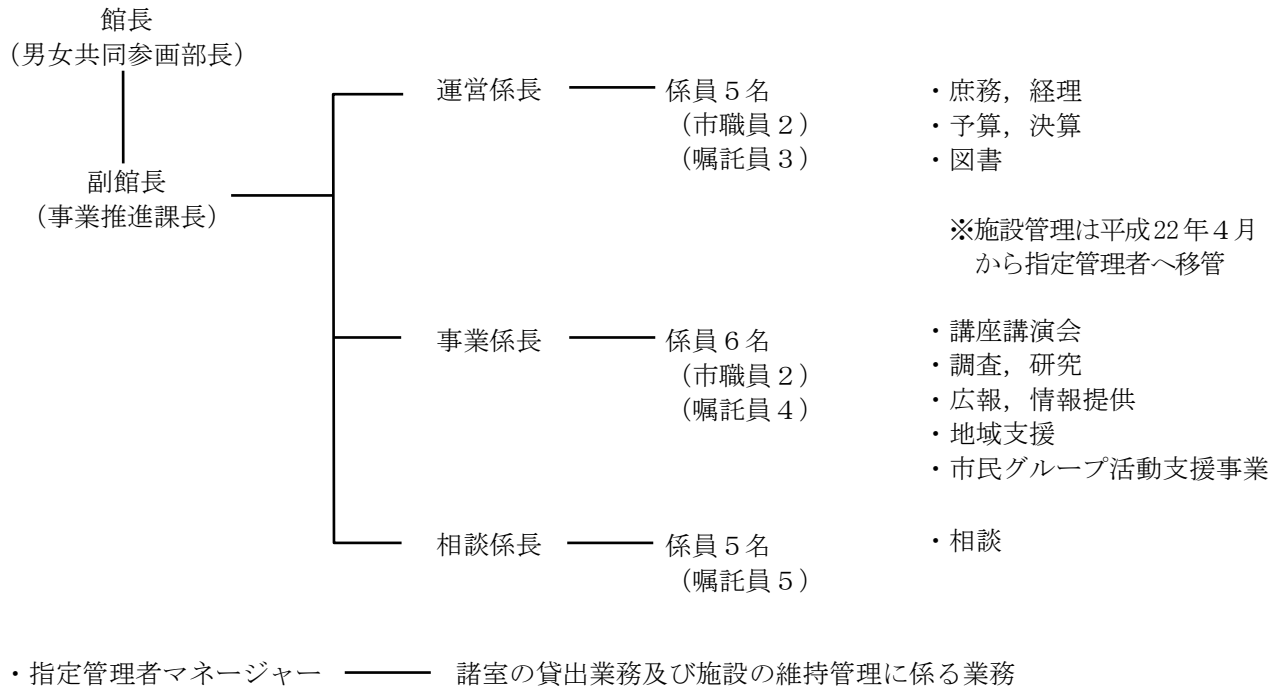 館長
（男女共同参画部長）
副館長
（事業推進課長）
運営係長
係員５名
（市職員２）
（嘱託員３）
・庶務，経理
・予算，決算
・図書
※施設管理は平成22年４月
から指定管理者へ移管
事業係長
係員６名
（市職員２）
（嘱託員４）
・講座講演会
・調査，研究
・広報，情報提供
・地域支援
・市民グループ活動支援事業
相談係長
係員５名
（嘱託員５）
・相談
・指定管理者マネージャー
諸室の貸出業務及び施設の維持管理に係る業務